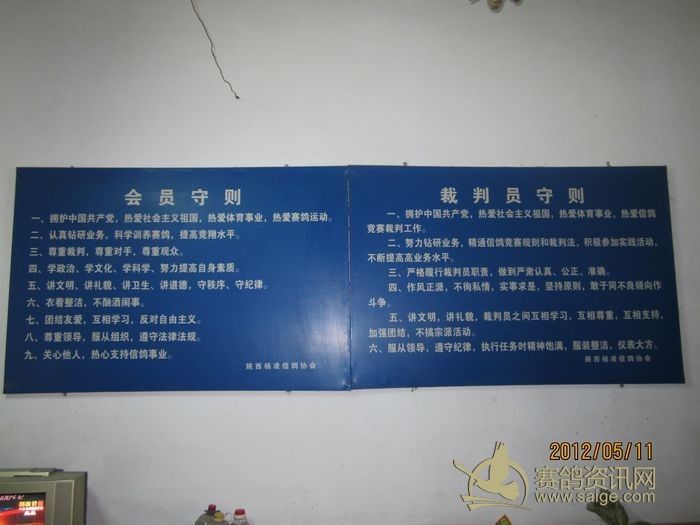 会员守则
一、拥护中国共产党，热爱社会主义祖国，热爱体育事业，热爱赛鸽运动。
二、认真钻研业务，科学训养赛鸽，提高竞翔水平。
三、尊重裁判，尊重对手，尊重观众。
四、学政治、学文化、学科学、努力提高自身素质。
五、讲文明、讲礼貌、讲卫生、讲道德，守秩序、守纪律。
六、衣着整洁，不酗酒闹事。
七、团结友爱，互相学习，反对自由主义。
八、尊重领导，服从组织，遵守法律法规。
九、关心他人，热心支持信鸽事业。
陕西杨凌信鸽协会
裁判员守则
一、拥护中国共产党，热爱社会主义祖国，热爱体育事业，热爱信鸽
竞赛裁判工作。
二、努力钻研业务，精通信鸽竞赛规则和裁判法，积极参加实践活动，
不断提高高业务水平。
三、严格履行裁判员职责，做到严肃认真、公正、准确。
四、作风正派，不徇私情，实事求是，坚持原则，敢于同不良倾向作
斗争。
五、讲文明，讲礼貌，裁判员之间互相学习，互相尊重，互相支持，
加强团结，不搞宗派活动。
六、服从领导，遵守纪律，执行任务时精神饱满，服装整洁，仪表大方。
陕西杨凌信鸽协会
2012/05/11
赛鸽资讯网
www.saige.com